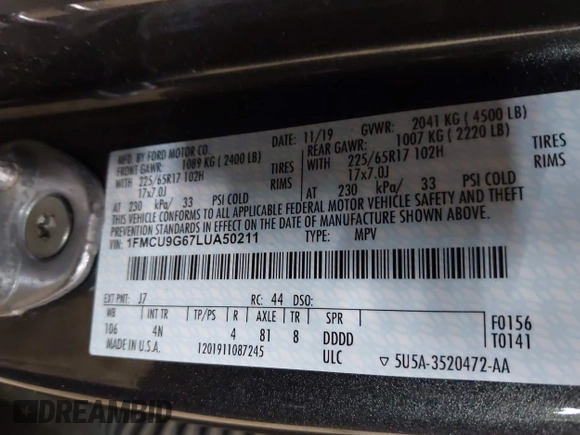 MFD. BY FORD MOTOR CO.
DATE: 11/19 GVWR: 2041 KG ( 4500 LB)
FRONT GAWR: 1089 KG ( 2400 LB) REAR GAWR: 1007 KG ( 2220 LB)
WITH 225/65R17 102H TIRES WITH 225/65R17 102H TIRES
17x7.0J RIMS 17x7.0J RIMS
AT 230 kPa/ 33 PSI COLD AT 230 kPa/ 33 PSI COLD
THIS VEHICLE CONFORMS TO ALL APPLICABLE FEDERAL MOTOR VEHICLE SAFETY AND THEFT
PREVENTION STANDARDS IN EFFECT ON THE DATE OF MANUFACTURE SHOWN ABOVE.
VIN: 1FMCU9G67LUA50211 TYPE: MPV
EXT PNT: J7 RC: 44 DSO:
WB INT TR TP/PS R AXLE TR SPR F0156
106 4N 4 81 8 DDDD T0141
MADE IN U.S.A. 1201911087245 ULC ▽ 5U5A-3520472-AA
DREAMBID